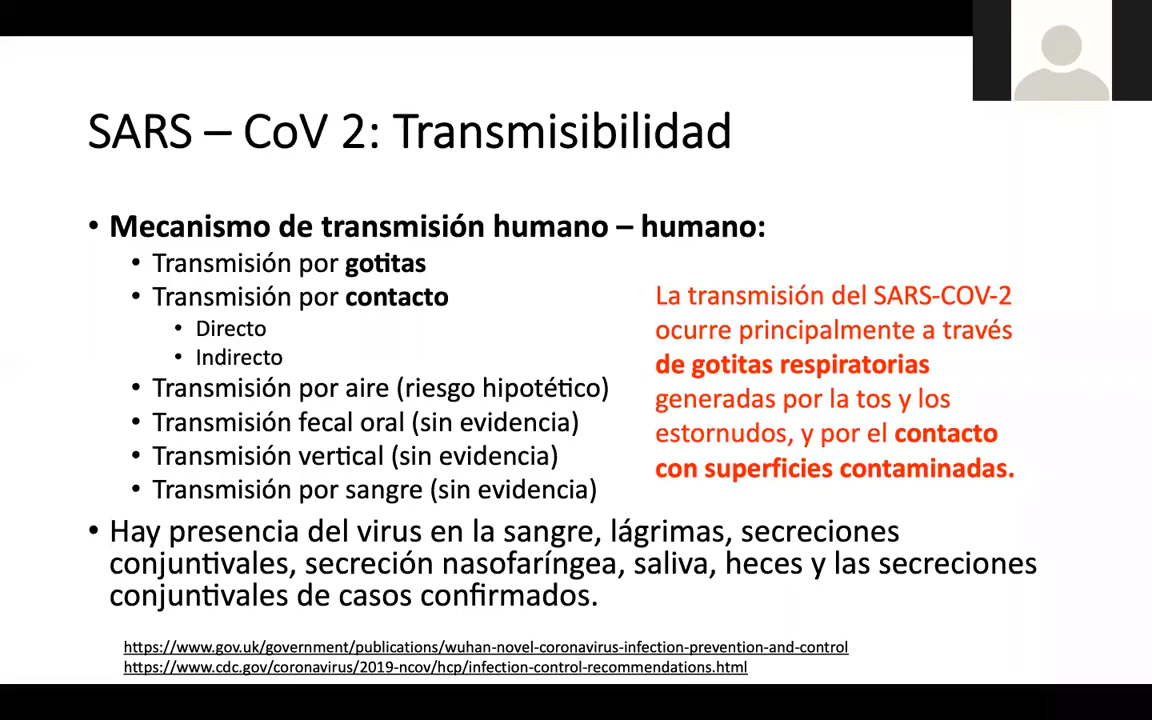 SARS – CoV 2: Transmisibilidad
• Mecanismo de transmisión humano – humano:
• Transmisión por gotitas
• Transmisión por contacto
• Directo
• Indirecto
• Transmisión por aire (riesgo hipotético)
• Transmisión fecal oral (sin evidencia)
• Transmisión vertical (sin evidencia)
• Transmisión por sangre (sin evidencia)
La transmisión del SARS-COV-2
ocurre principalmente a través
de gotitas respiratorias
generadas por la tos y los
estornudos, y por el contacto
con superficies contaminadas.
• Hay presencia del virus en la sangre, lágrimas, secreciones
conjuntivales, secreción nasofaríngea, saliva, heces y las secreciones
conjuntivales de casos confirmados.
https://www.gov.uk/government/publications/wuhan-novel-coronavirus-infection-prevention-and-control
https://www.cdc.gov/coronavirus/2019-ncov/hcp/infection-control-recommendations.html